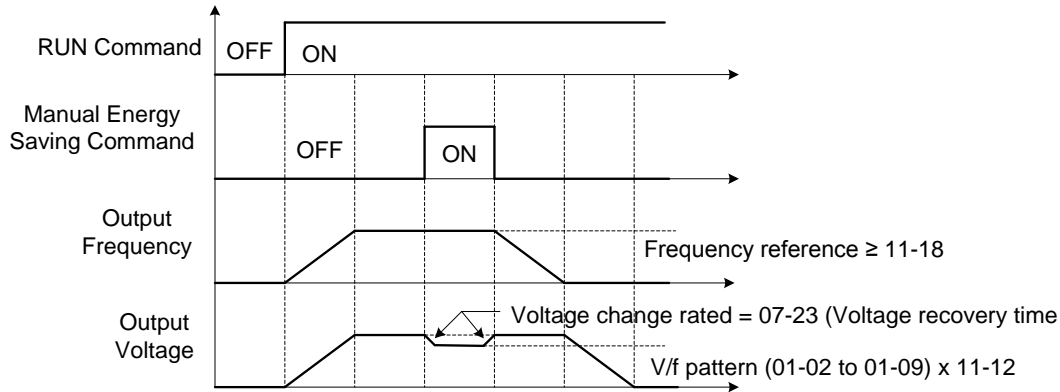 RUN Command
OFF
ON
Manual Energy
Saving Command
OFF
ON
Output
Frequency
Frequency reference ≥ 11-18
Output
Voltage
Voltage change rated = 07-23 (Voltage recovery time
V/f pattern (01-02 to 01-09) x 11-12